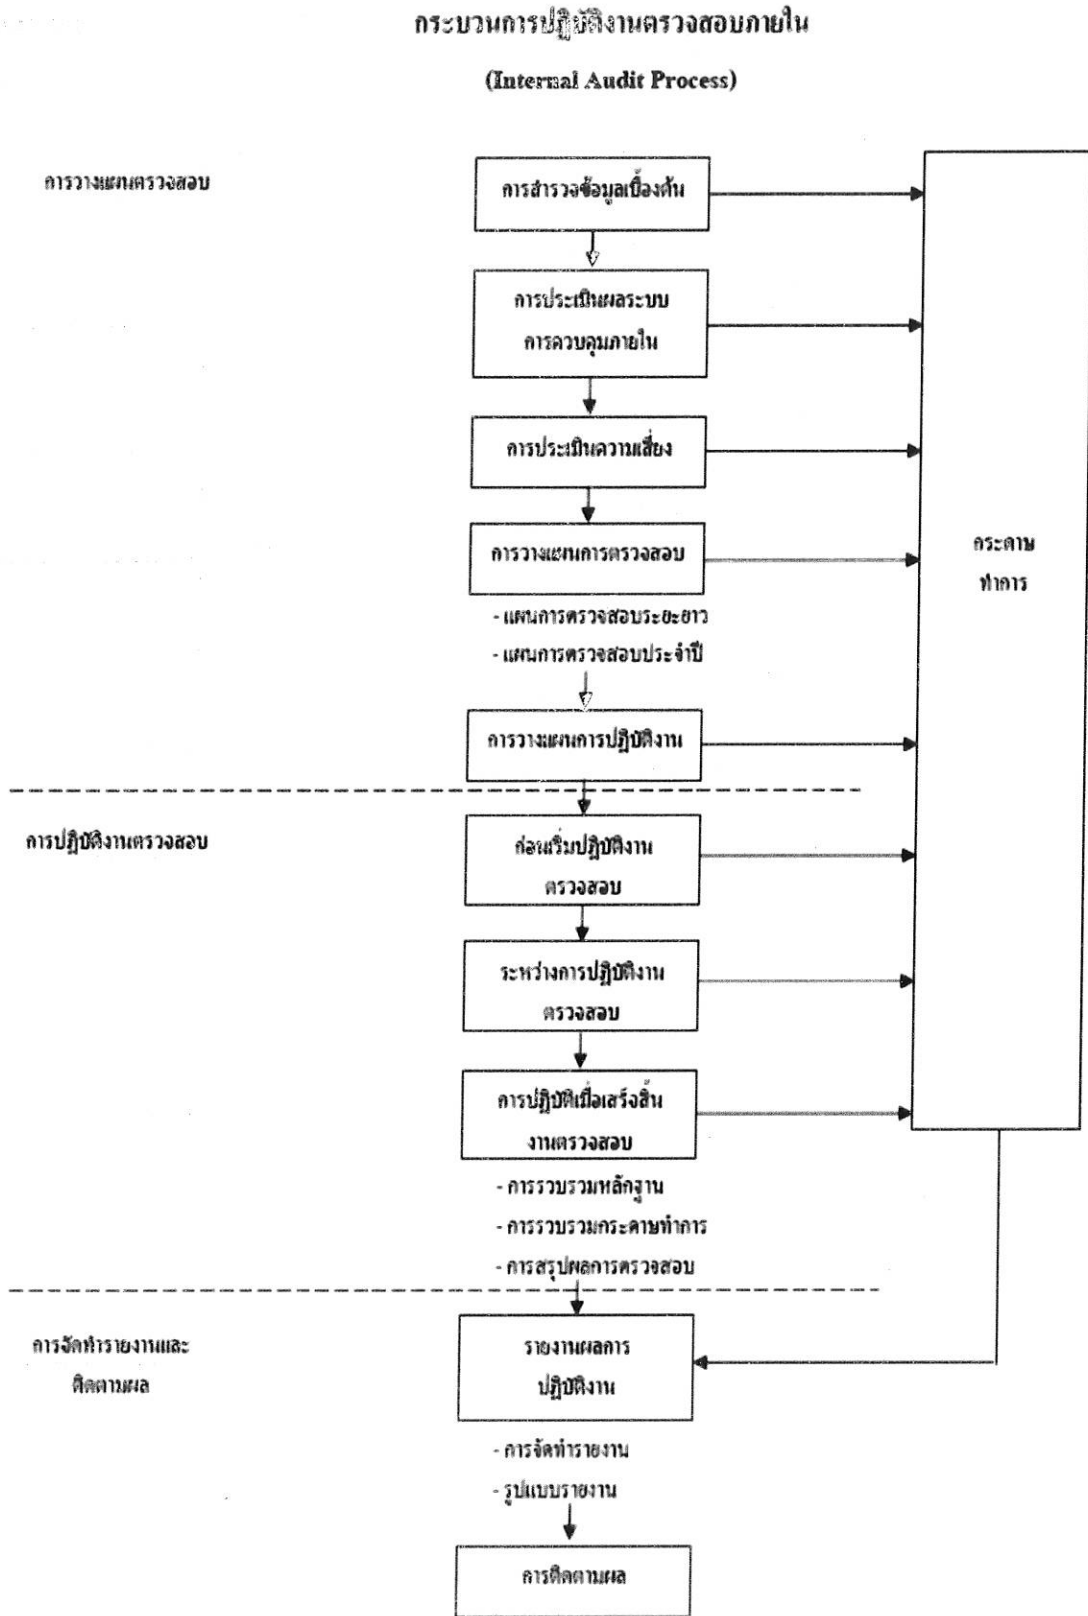 กระบวนการปฏิบัติงานตรวจสอบภายใน
(Internal Audit Process)
การวางแผนตรวจสอบ
การสำรวจข้อมูลเบื้องต้น
การประเมินผลระบบ
การควบคุมภายใน
การประเมินความเสี่ยง
การวางแผนการตรวจสอบ
- แผนการตรวจสอบระยะยาว
- แผนการตรวจสอบประจำปี
การวางแผนการปฏิบัติงาน
กระดาษ
ทำการ
การปฏิบัติงานตรวจสอบ
ก่อนเริ่มปฏิบัติงาน
ตรวจสอบ
ระหว่างการปฏิบัติงาน
ตรวจสอบ
การปฏิบัติเมื่อเสร็จสิ้น
งานตรวจสอบ
- การรวบรวมหลักฐาน
- การรวบรวมกระดาษทำการ
- การสรุปผลการตรวจสอบ
การจัดทำรายงานและ
ติดตามผล
รายงานผลการ
ปฏิบัติงาน
- การจัดทำรายงาน
- รูปแบบรายงาน
การติดตามผล